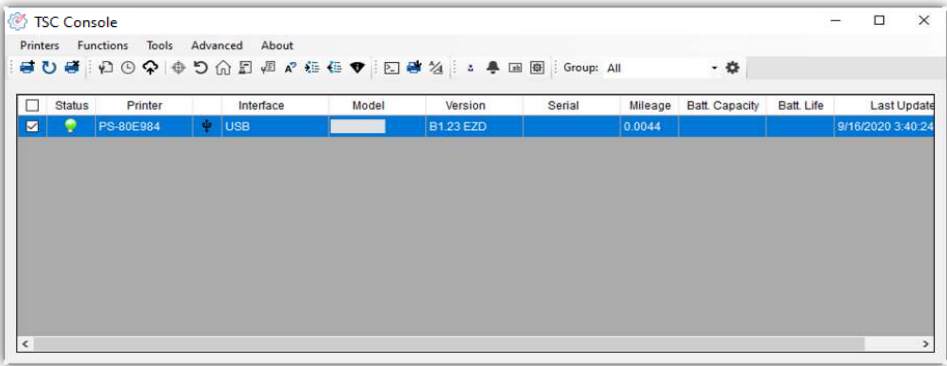 TSC Console
Printers Functions Tools Advanced About
Group: All
Status Printer Interface Model Version Serial Mileage Batt. Capacity Batt. Life Last Update
PS-80E984 USB B1.23 EZD 0.0044 9/16/2020 3:40:24